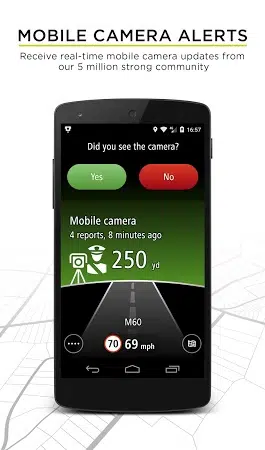 MOBILE CAMERA ALERTS
Receive real-time mobile camera updates from
our 5 million strong community
16:57
Did you see the camera?
Yes
No
Mobile camera
4 reports, 8 minutes ago
250 yd
M60
70 69 mph